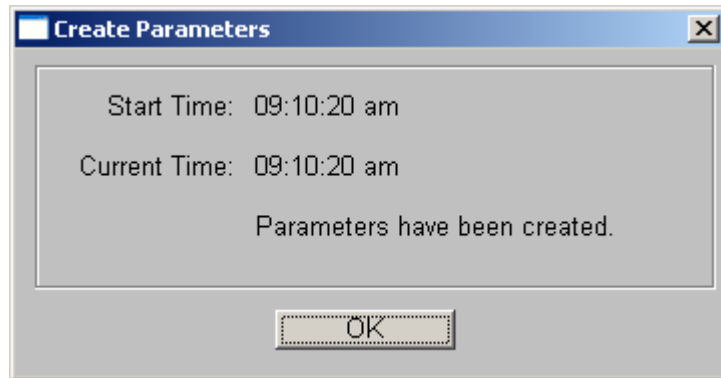 Create Parameters
Start Time: 09:10:20 am
Current Time: 09:10:20 am
Parameters have been created.
OK